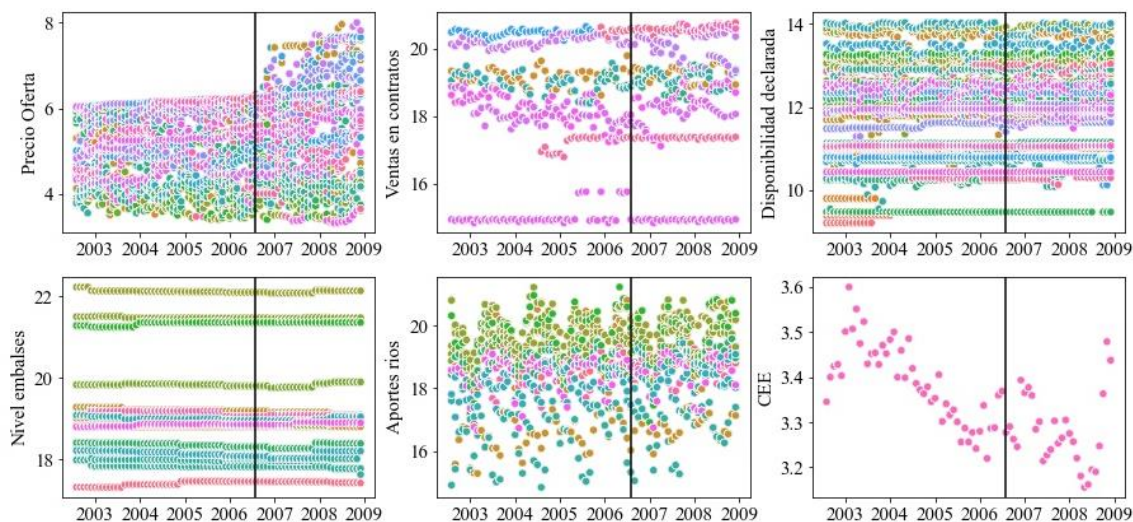 Precio Oferta
8
6
4
2003 2004 2005 2006 2007 2008 2009
Ventas en contratos
20
18
16
2003 2004 2005 2006 2007 2008 2009
Disponibilidad declarada
14
12
10
2003 2004 2005 2006 2007 2008 2009
Nivel embalses
22
20
18
2003 2004 2005 2006 2007 2008 2009
Aportes rios
20
18
16
2003 2004 2005 2006 2007 2008 2009
CEE
3.6
3.5
3.4
3.3
3.2
2003 2004 2005 2006 2007 2008 2009